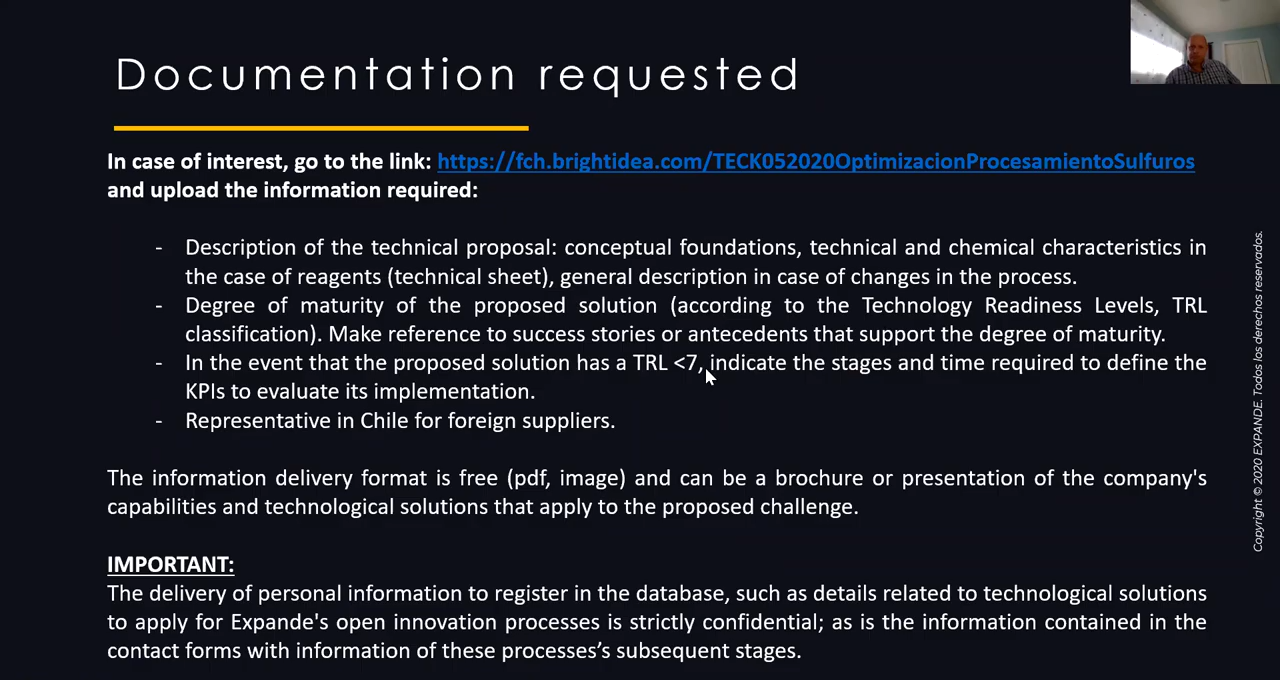 Documentation requested
In case of interest, go to the link: https://fch.brightidea.com/TECK052020OptimizacionProcesamientoSulfuros
and upload the information required:
- Description of the technical proposal: conceptual foundations, technical and chemical characteristics in
the case of reagents (technical sheet), general description in case of changes in the process.
- Degree of maturity of the proposed solution (according to the Technology Readiness Levels, TRL
classification). Make reference to success stories or antecedents that support the degree of maturity.
- In the event that the proposed solution has a TRL <7, indicate the stages and time required to define the
KPIs to evaluate its implementation.
- Representative in Chile for foreign suppliers.
The information delivery format is free (pdf, image) and can be a brochure or presentation of the company's
capabilities and technological solutions that apply to the proposed challenge.
IMPORTANT:
The delivery of personal information to register in the database, such as details related to technological solutions
to apply for Expande's open innovation processes is strictly confidential; as is the information contained in the
contact forms with information of these processes’s subsequent stages.
Copyright © 2020 EXPANDE. Todos los derechos reservados.